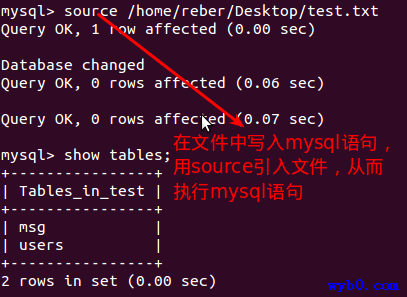 mysql> source /home/reber/Desktop/test.txt
Query OK, 1 row affected (0.00 sec)
Database changed
Query OK, 0 rows affected (0.06 sec)
Query OK, 0 rows affected (0.07 sec)
在文件中写入mysql语句，
用source引入文件，从而
执行mysql语句
mysql> show tables;
+----------------+
| Tables_in_test |
+----------------+
| msg            |
| users          |
+----------------+
2 rows in set (0.00 sec)